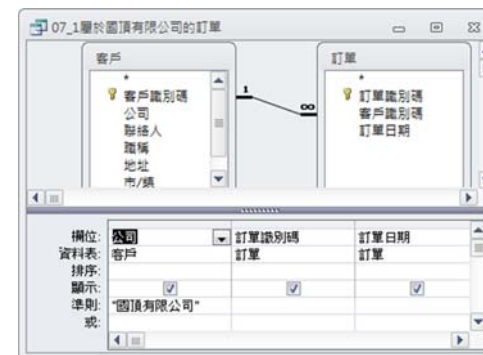 07_1屬於國頂有限公司的訂單
客戶
*
客戶識別碼
公司
聯絡人
職稱
地址
市/鎮
1
∞
訂單
*
訂單識別碼
客戶識別碼
訂單日期
欄位: 公司 訂單識別碼 訂單日期
資料表: 客戶 訂單 訂單
排序:
顯示:
準則: "國頂有限公司"
或: